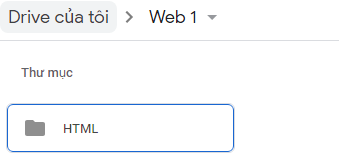 Drive của tôi > Web 1
Thư mục
HTML